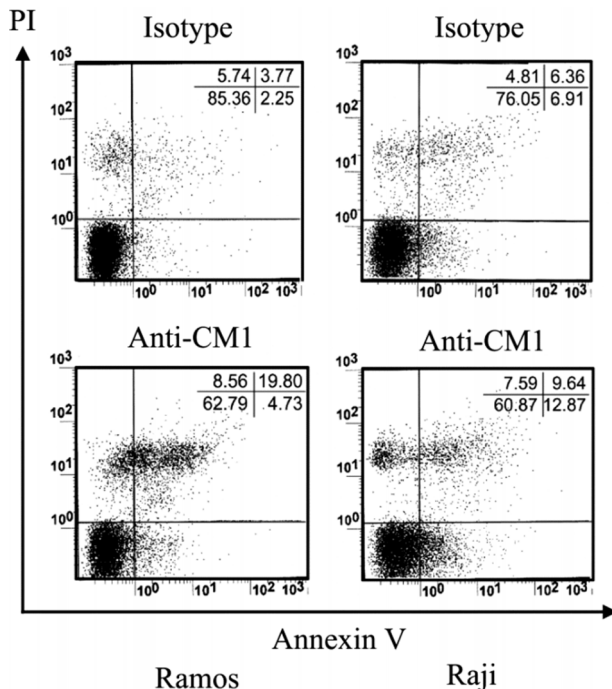 PI
Isotype
Isotype
10³
10²
10¹
10⁰
5.74 3.77
85.36 2.25
10⁰ 10¹ 10² 10³
10³
10²
10¹
10⁰
4.81 6.36
76.05 6.91
10⁰ 10¹ 10² 10³
Anti-CM1
Anti-CM1
10³
10²
10¹
10⁰
8.56 19.80
62.79 4.73
10⁰ 10¹ 10² 10³
10³
10²
10¹
10⁰
7.59 9.64
60.87 12.87
10⁰ 10¹ 10² 10³
Annexin V
Ramos
Raji